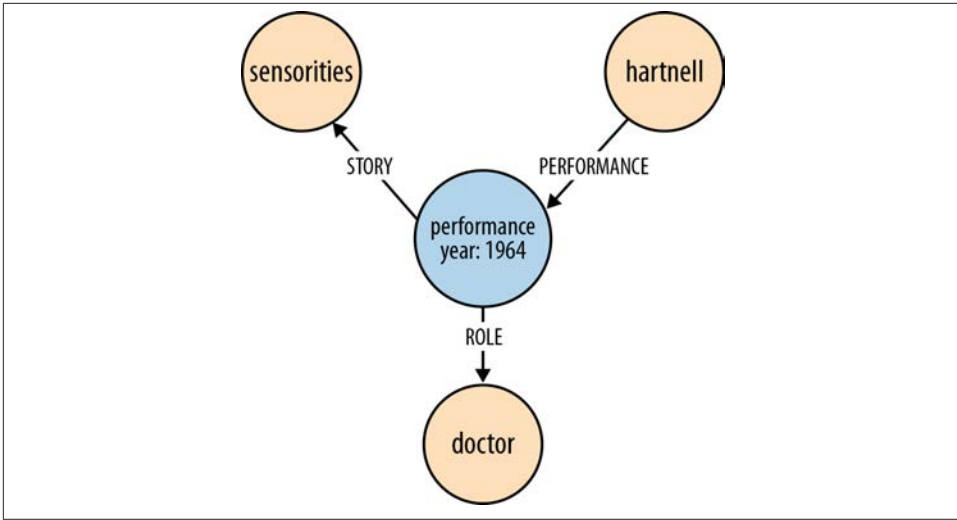 sensorities
hartnell
STORY
PERFORMANCE
performance
year: 1964
ROLE
doctor